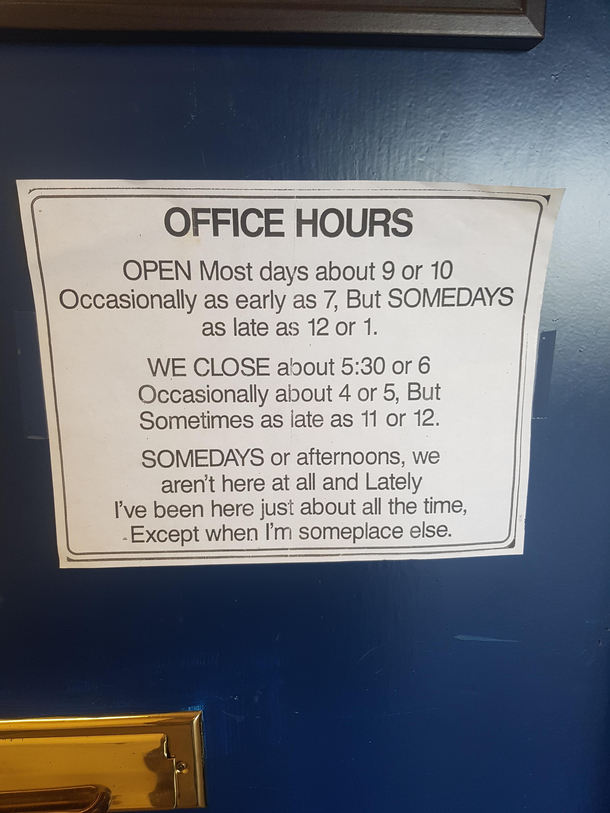 OFFICE HOURS
OPEN Most days about 9 or 10
Occasionally as early as 7, But SOMEDAYS
as late as 12 or 1.
WE CLOSE about 5:30 or 6
Occasionally about 4 or 5, But
Sometimes as late as 11 or 12.
SOMEDAYS or afternoons, we
aren't here at all and Lately
I've been here just about all the time,
Except when I'm someplace else.